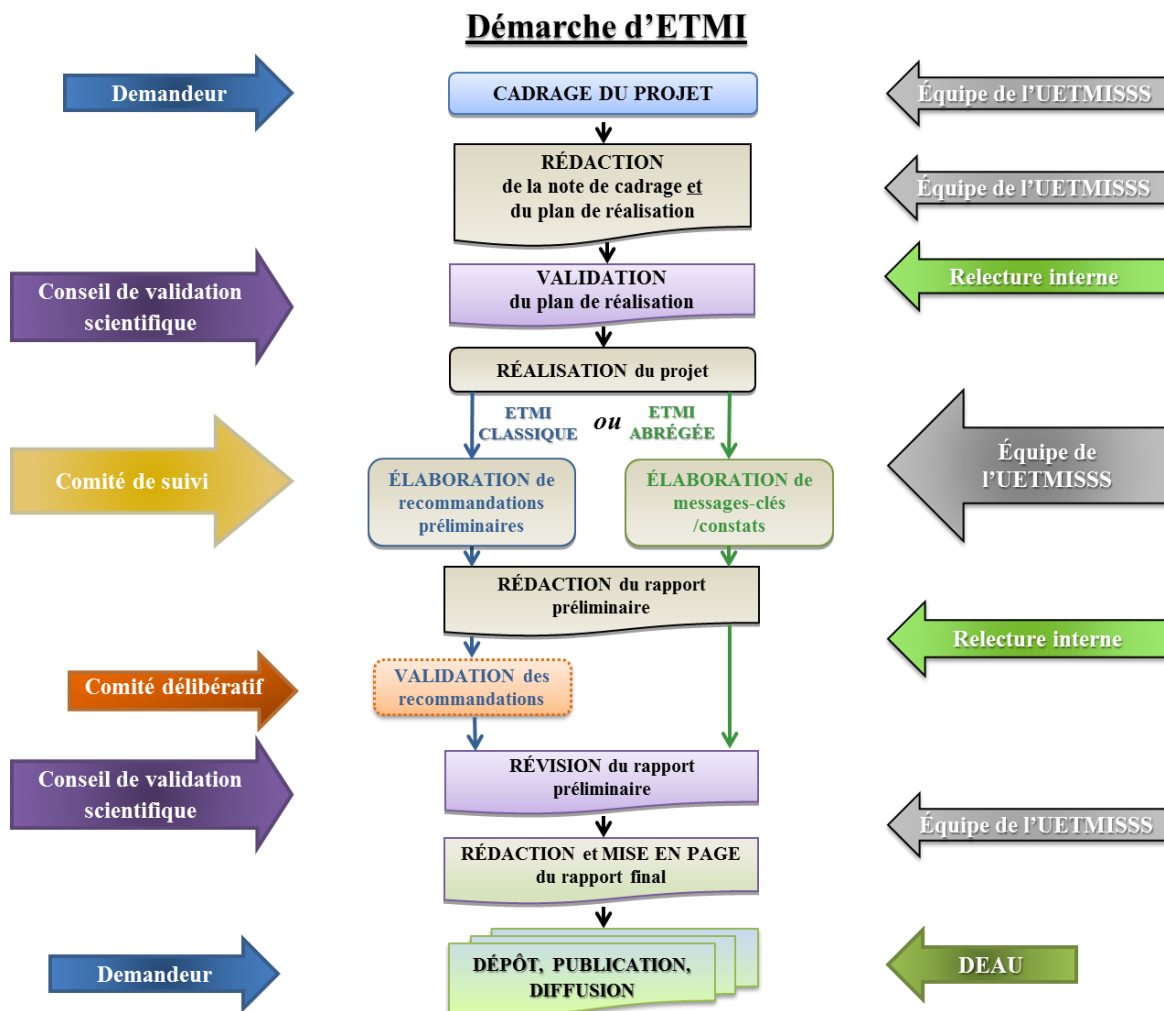 Démarche d'ETMI
Demandeur
CADRAGE DU PROJET
Équipe de l'UETMISSS
RÉDACTION
de la note de cadrage et
du plan de réalisation
Équipe de l'UETMISSS
Conseil de validation
scientifique
VALIDATION
du plan de réalisation
Relecture interne
RÉALISATION du projet
ETMI
CLASSIQUE
ou
ETMI
ABRÉGÉE
Comité de suivi
ÉLABORATION de
recommandations
préliminaires
ÉLABORATION de
messages-clés
/constats
Équipe de
l'UETMISSS
RÉDACTION du rapport
préliminaire
Relecture interne
Comité délibératif
VALIDATION des
recommandations
Conseil de validation
scientifique
RÉVISION du rapport
préliminaire
Équipe de l'UETMISSS
RÉDACTION et MISE EN PAGE
du rapport final
Demandeur
DÉPÔT, PUBLICATION,
DIFFUSION
DEAU